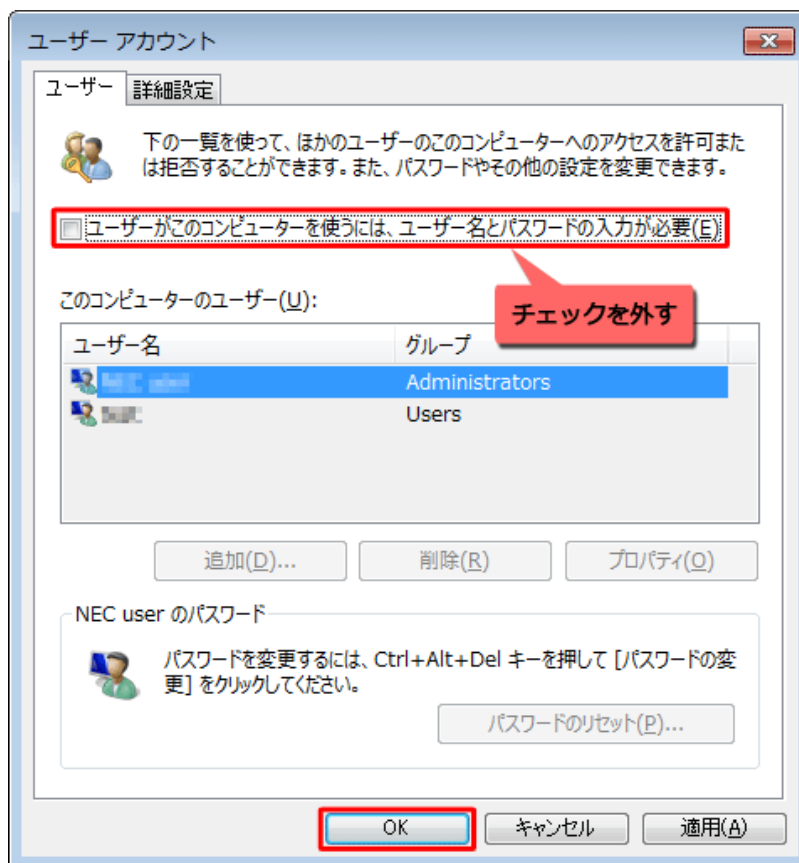 ユーザー アカウント
ユーザー 詳細設定
下の一覧を使って、ほかのユーザーのこのコンピューターへのアクセスを許可また
は拒否することができます。また、パスワードやその他の設定を変更できます。
ユーザーがこのコンピューターを使うには、ユーザー名とパスワードの入力が必要(E)
チェックを外す
このコンピューターのユーザー(U):
ユーザー名 グループ
Administrators
Users
追加(D)... 削除(R) プロパティ(O)
NEC user のパスワード
パスワードを変更するには、Ctrl+Alt+Del キーを押して [パスワードの変
更] をクリックしてください。
パスワードのリセット(P)...
OK キャンセル 適用(A)